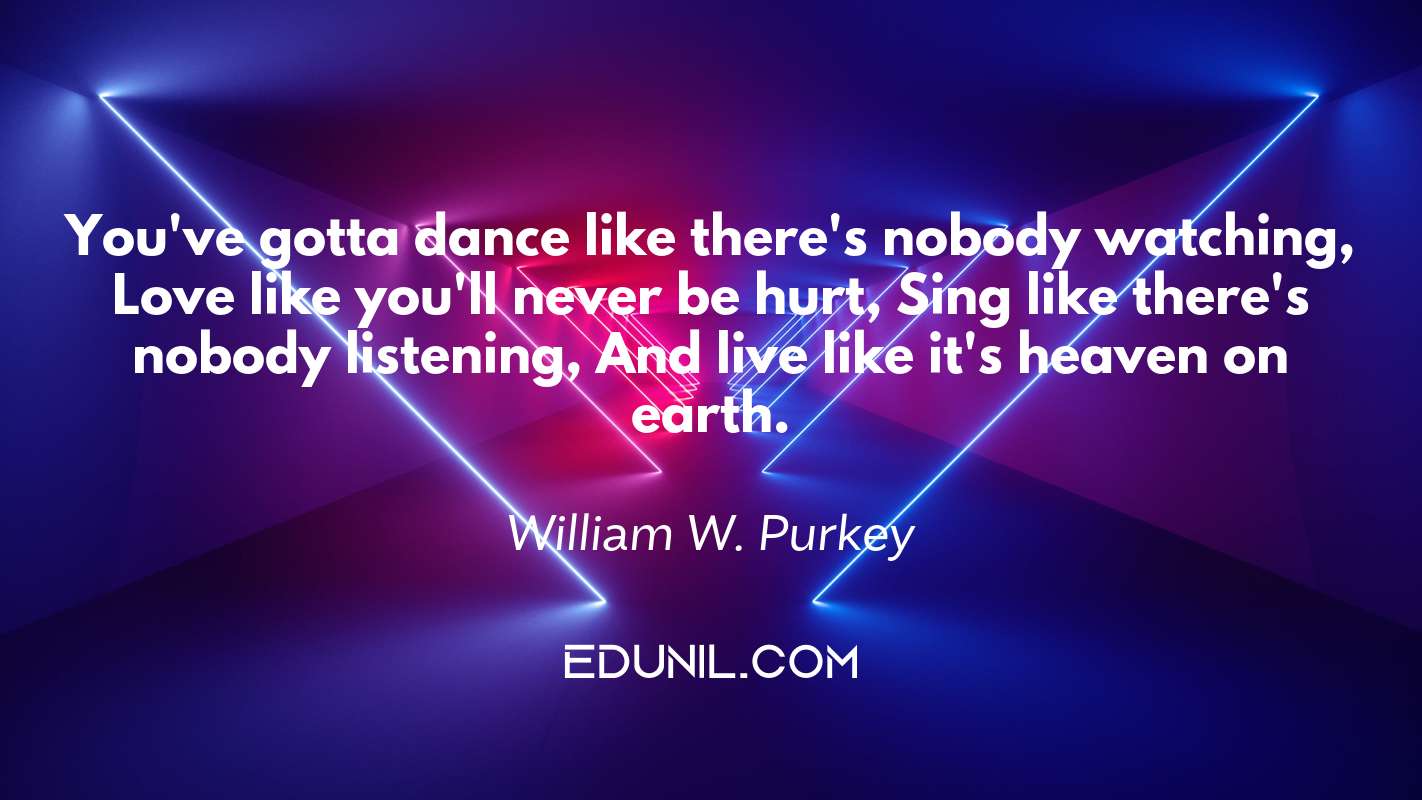 You've gotta dance like there's nobody watching,
Love like you'll never be hurt, Sing like there's
nobody listening, And live like it's heaven on
earth.
William W. Purkey
EDUNIL.COM